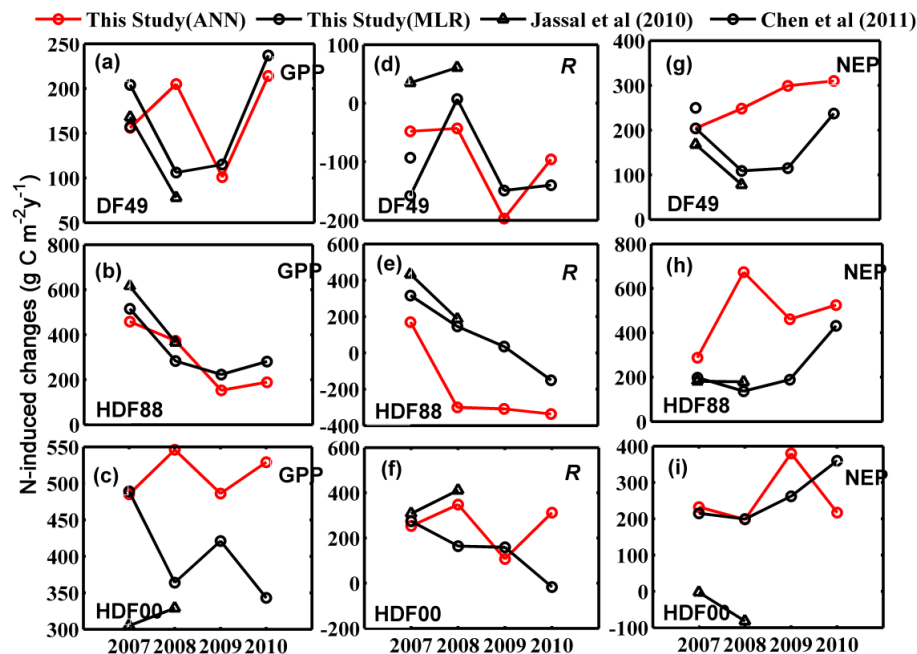 This Study(ANN) This Study(MLR) Jassal et al (2010) Chen et al (2011)
N-induced changes (g C m⁻²y⁻¹)
(a) GPP
250
200
150
100
50
DF49
(d) R
100
0
-100
-200
DF49
(g) NEP
400
300
200
100
0
DF49
(b) GPP
800
600
400
200
0
HDF88
(e) R
600
400
200
0
-200
-400
HDF88
(h) NEP
800
600
400
200
0
HDF88
(c) GPP
550
500
450
400
350
300
HDF00
(f) R
600
400
200
0
-200
HDF00
(i) NEP
400
300
200
100
0
-100
HDF00
2007 2008 2009 2010
2007 2008 2009 2010
2007 2008 2009 2010